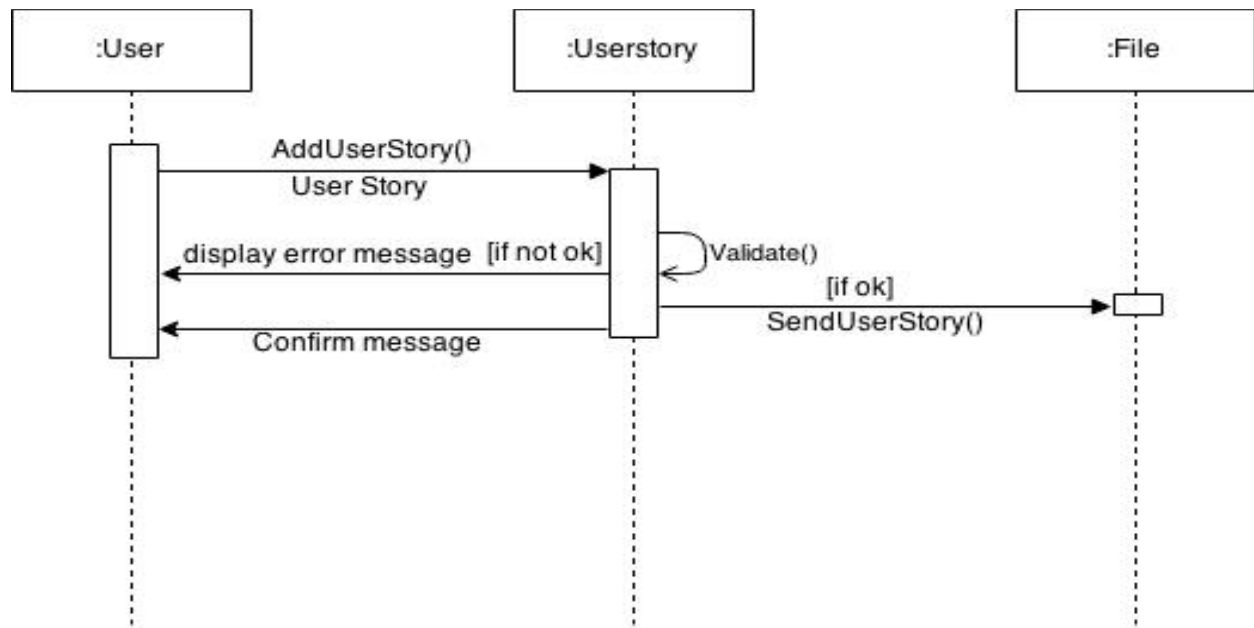 :User
:Userstory
:File
AddUserStory()
User Story
display error message [if not ok]
Validate()
[if ok]
SendUserStory()
Confirm message